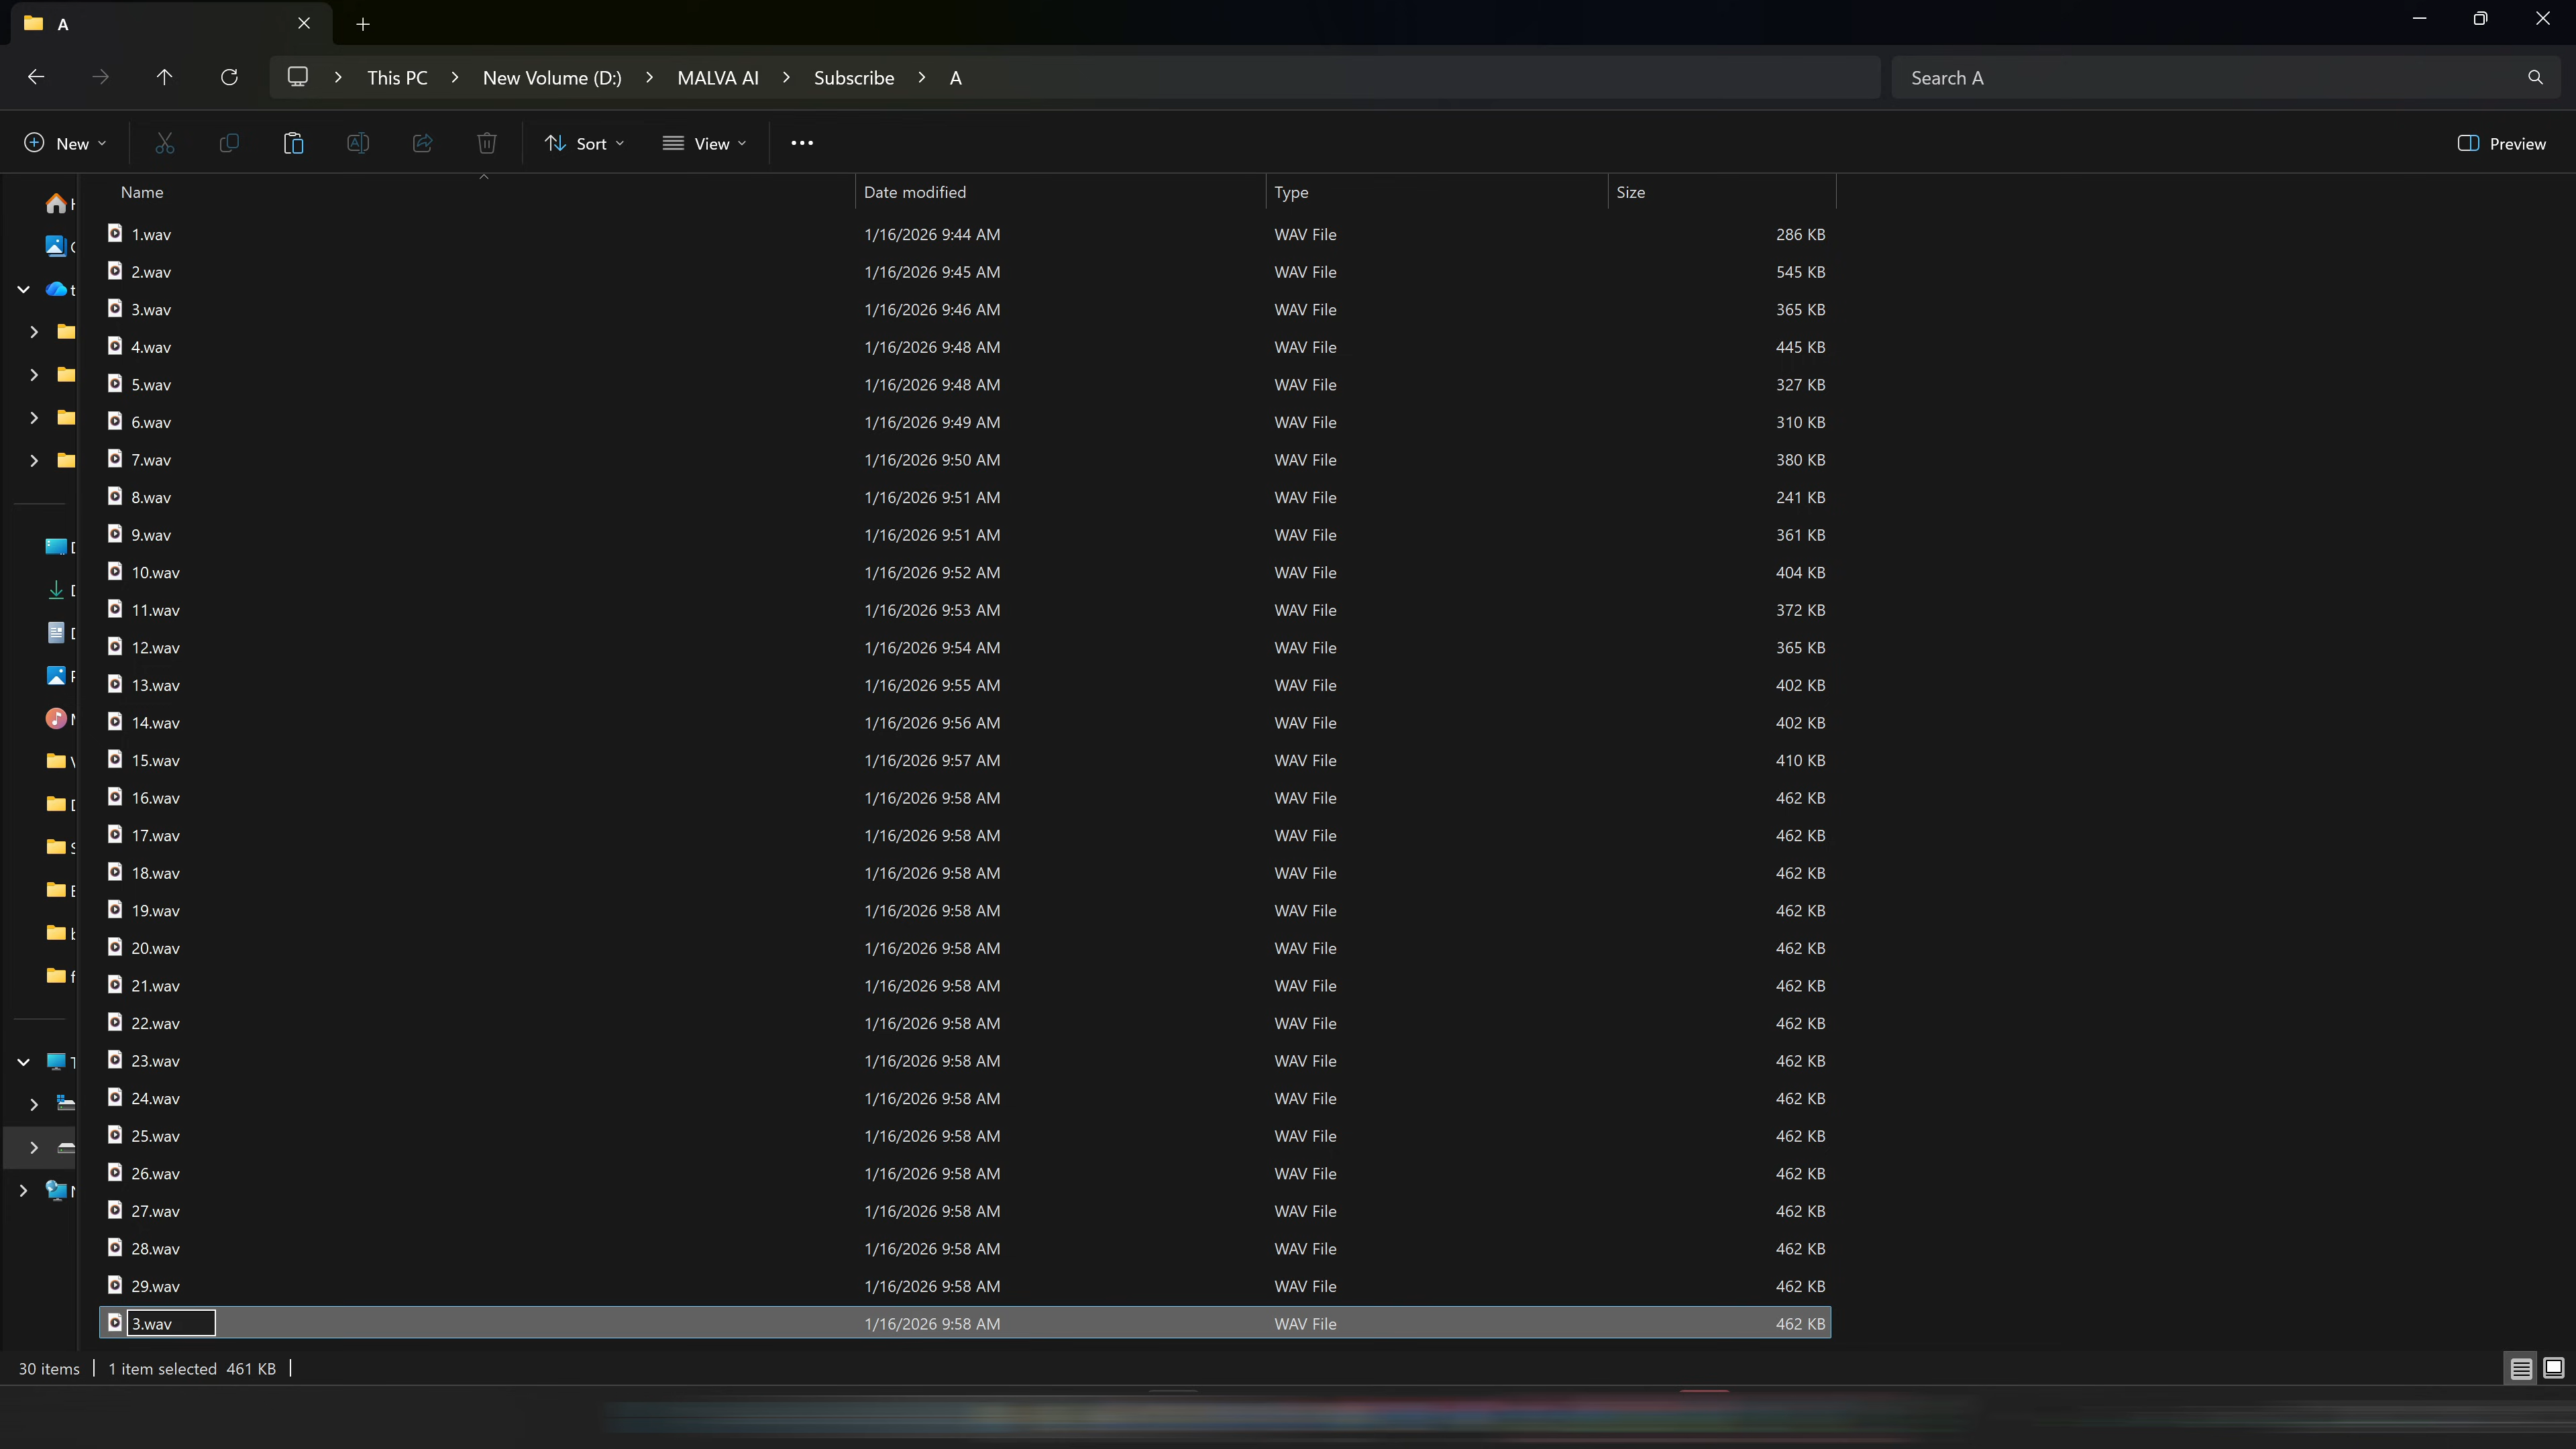 A
This PC > New Volume (D:) > MALVA AI > Subscribe > A
Search A
New
Sort
View
Preview
Name Date modified Type Size
1.wav 1/16/2026 9:44 AM WAV File 286 KB
2.wav 1/16/2026 9:45 AM WAV File 545 KB
3.wav 1/16/2026 9:46 AM WAV File 365 KB
4.wav 1/16/2026 9:48 AM WAV File 445 KB
5.wav 1/16/2026 9:48 AM WAV File 327 KB
6.wav 1/16/2026 9:49 AM WAV File 310 KB
7.wav 1/16/2026 9:50 AM WAV File 380 KB
8.wav 1/16/2026 9:51 AM WAV File 241 KB
9.wav 1/16/2026 9:51 AM WAV File 361 KB
10.wav 1/16/2026 9:52 AM WAV File 404 KB
11.wav 1/16/2026 9:53 AM WAV File 372 KB
12.wav 1/16/2026 9:54 AM WAV File 365 KB
13.wav 1/16/2026 9:55 AM WAV File 402 KB
14.wav 1/16/2026 9:56 AM WAV File 402 KB
15.wav 1/16/2026 9:57 AM WAV File 410 KB
16.wav 1/16/2026 9:58 AM WAV File 462 KB
17.wav 1/16/2026 9:58 AM WAV File 462 KB
18.wav 1/16/2026 9:58 AM WAV File 462 KB
19.wav 1/16/2026 9:58 AM WAV File 462 KB
20.wav 1/16/2026 9:58 AM WAV File 462 KB
21.wav 1/16/2026 9:58 AM WAV File 462 KB
22.wav 1/16/2026 9:58 AM WAV File 462 KB
23.wav 1/16/2026 9:58 AM WAV File 462 KB
24.wav 1/16/2026 9:58 AM WAV File 462 KB
25.wav 1/16/2026 9:58 AM WAV File 462 KB
26.wav 1/16/2026 9:58 AM WAV File 462 KB
27.wav 1/16/2026 9:58 AM WAV File 462 KB
28.wav 1/16/2026 9:58 AM WAV File 462 KB
29.wav 1/16/2026 9:58 AM WAV File 462 KB
3.wav 1/16/2026 9:58 AM WAV File 462 KB
30 items 1 item selected 461 KB